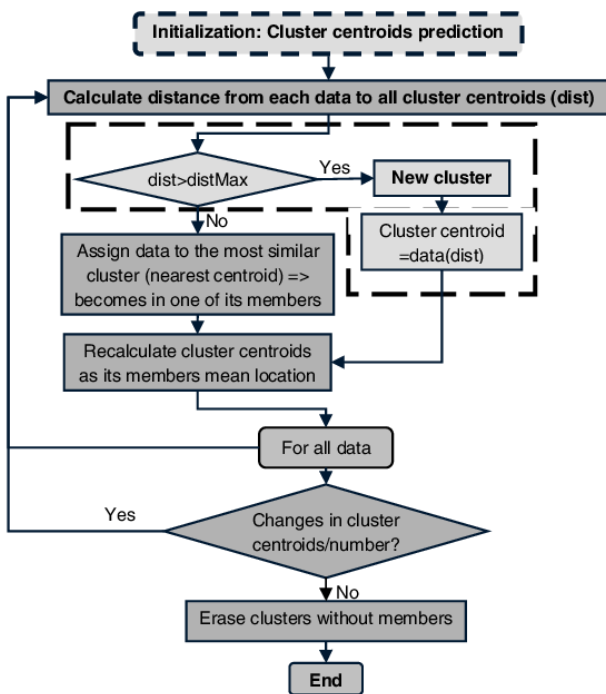 Initialization: Cluster centroids prediction
Calculate distance from each data to all cluster centroids (dist)
dist>distMax
Yes
New cluster
No
Cluster centroid
=data(dist)
Assign data to the most similar
cluster (nearest centroid) =>
becomes in one of its members
Recalculate cluster centroids
as its members mean location
For all data
Yes
Changes in cluster
centroids/number?
No
Erase clusters without members
End